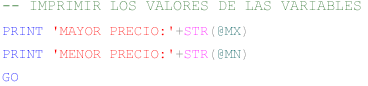 -- IMPRIMIR LOS VALORES DE LAS VARIABLES
PRINT 'MAYOR PRECIO:'+STR(@MX)
PRINT 'MENOR PRECIO:'+STR(@MN)
GO